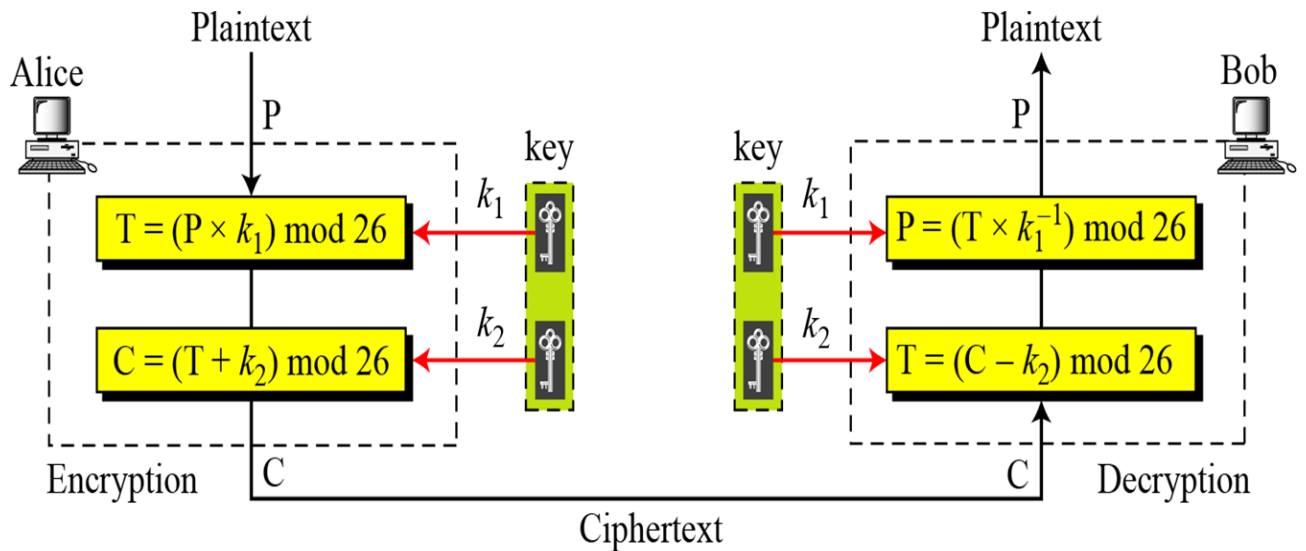 Plaintext
Plaintext
Alice
Bob
P
P
key
key
k₁
k₁
T = (P × k₁) mod 26
P = (T × k₁⁻¹) mod 26
k₂
k₂
C = (T + k₂) mod 26
T = (C – k₂) mod 26
Encryption
C
C
Decryption
Ciphertext